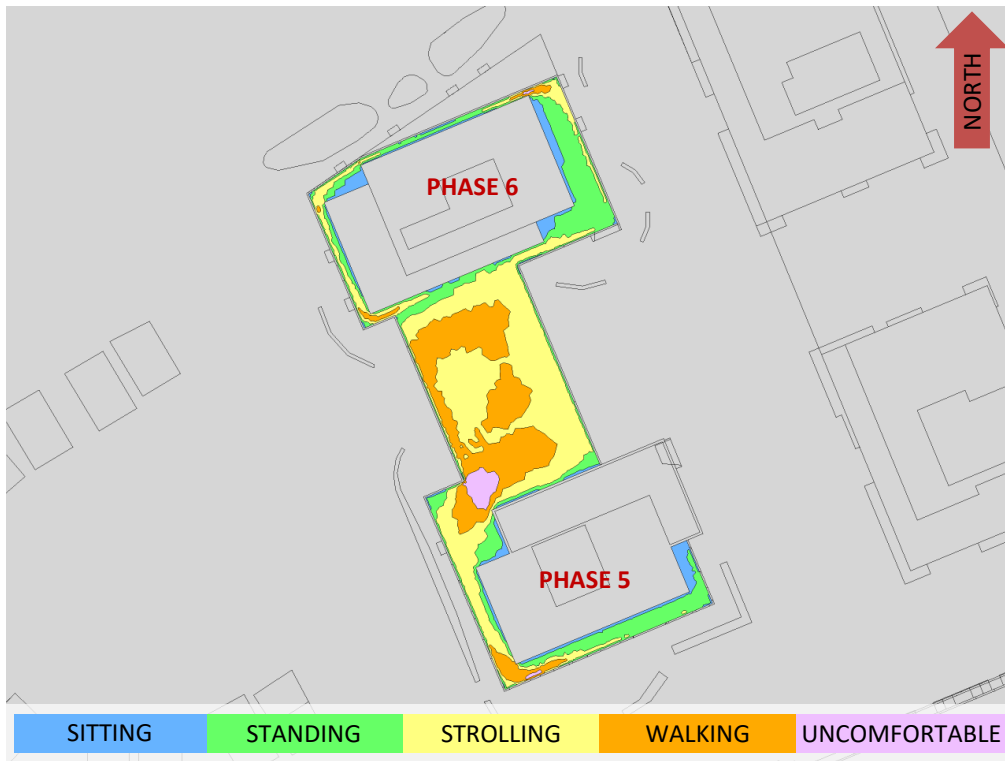 NORTH
PHASE 6
PHASE 5
SITTING STANDING STROLLING WALKING UNCOMFORTABLE